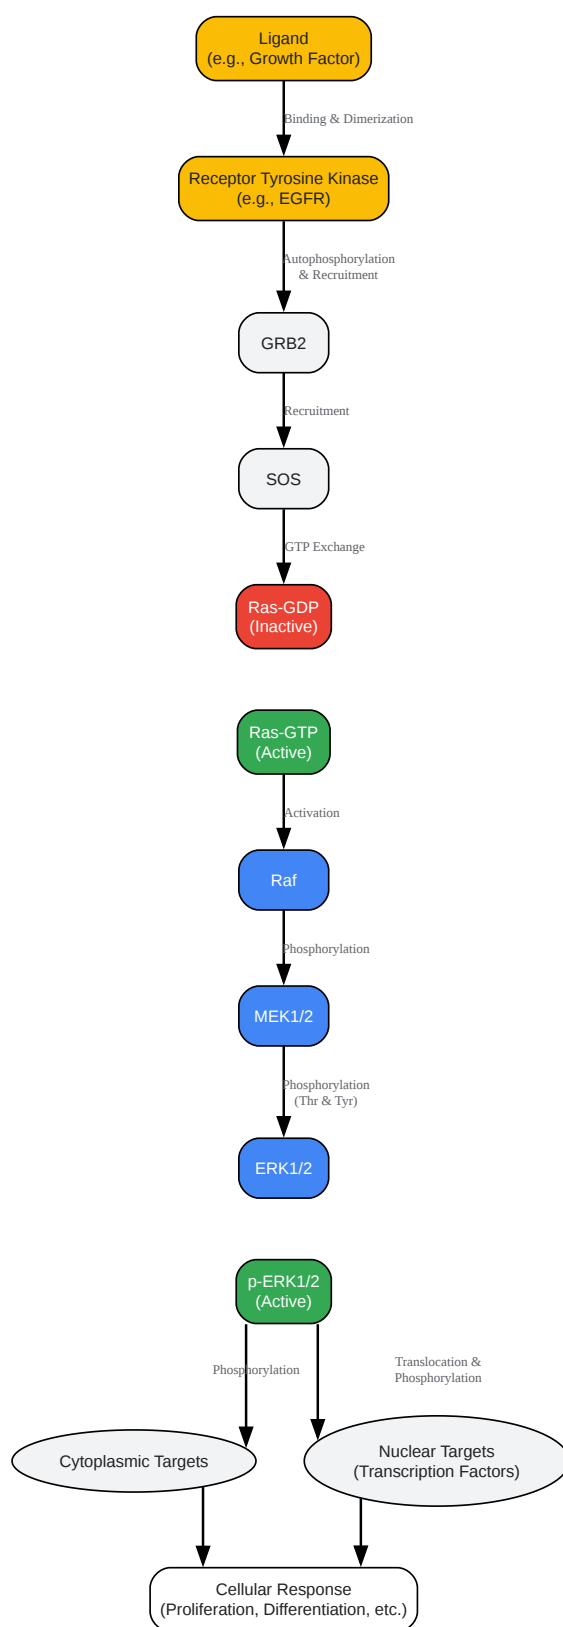 Ligand
(e.g., Growth Factor)
Binding & Dimerization
Receptor Tyrosine Kinase
(e.g., EGFR)
Autophosphorylation
& Recruitment
GRB2
Recruitment
SOS
GTP Exchange
Ras-GDP
(Inactive)
Ras-GTP
(Active)
Activation
Raf
Phosphorylation
MEK1/2
Phosphorylation
(Thr & Tyr)
ERK1/2
p-ERK1/2
(Active)
Phosphorylation
Translocation &
Phosphorylation
Cytoplasmic Targets
Nuclear Targets
(Transcription Factors)
Cellular Response
(Proliferation, Differentiation, etc.)